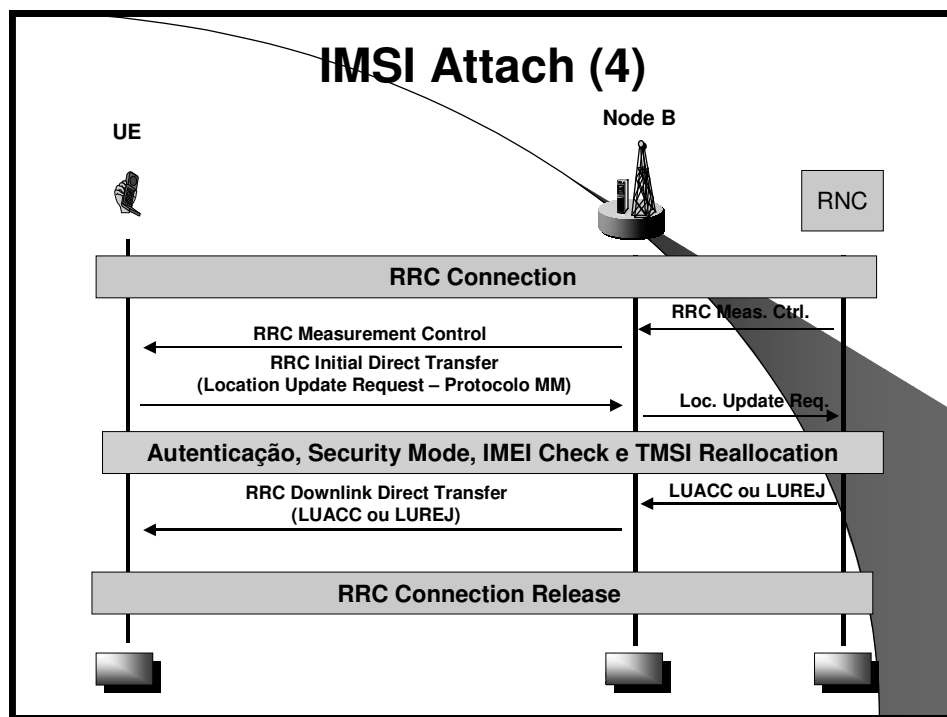 IMSI Attach (4)
Node B
UE
RNC
RRC Connection
RRC Meas. Ctrl.
RRC Measurement Control
RRC Initial Direct Transfer
(Location Update Request – Protocolo MM)
Loc. Update Req.
Autenticação, Security Mode, IMEI Check e TMSI Reallocation
LUACC ou LUREJ
RRC Downlink Direct Transfer
(LUACC ou LUREJ)
RRC Connection Release